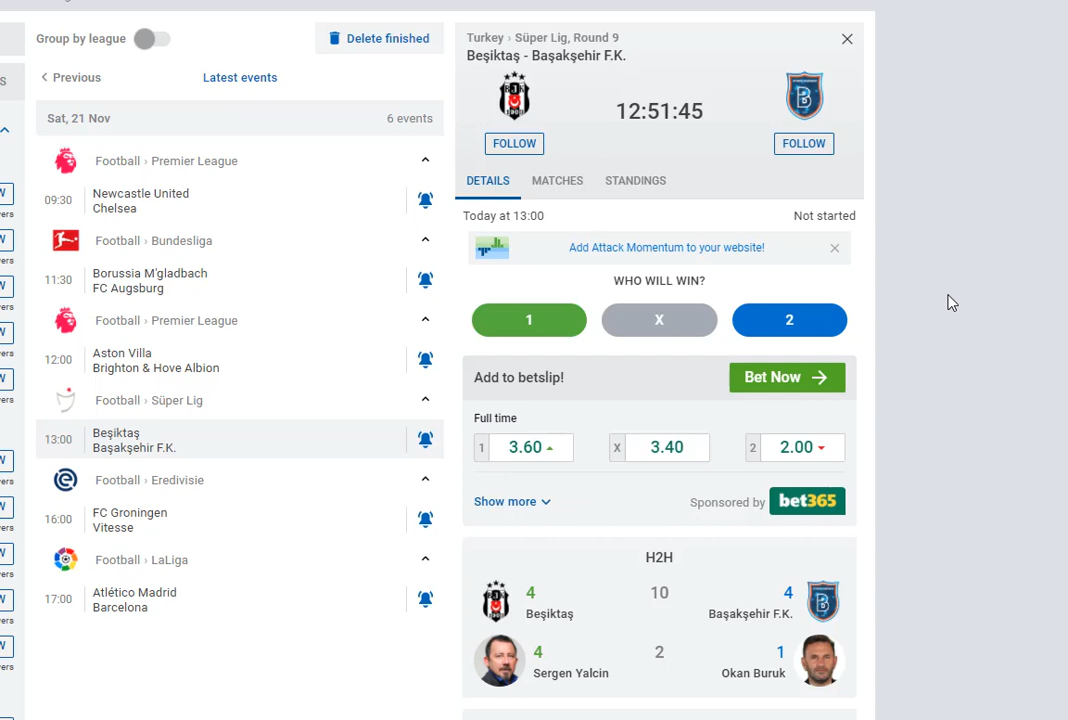 Group by league
Delete finished
Previous
Latest events
S
Sat, 21 Nov
6 events
Football › Premier League
09:30
Newcastle United
Chelsea
Football › Bundesliga
11:30
Borussia M'gladbach
FC Augsburg
Football › Premier League
12:00
Aston Villa
Brighton & Hove Albion
Football › Süper Lig
13:00
Beşiktaş
Başakşehir F.K.
Football › Eredivisie
16:00
FC Groningen
Vitesse
Football › LaLiga
17:00
Atlético Madrid
Barcelona
W
vers
W
W
W
W
vers
W
vers
W
vers
W
W
W
vers
Turkey › Süper Lig, Round 9
Beşiktaş - Başakşehir F.K.
12:51:45
FOLLOW
FOLLOW
DETAILS MATCHES STANDINGS
Today at 13:00
Not started
Add Attack Momentum to your website!
WHO WILL WIN?
1 X 2
Add to betslip!
Bet Now
Full time
1 3.60
X 3.40
2 2.00
Show more
Sponsored by bet365
H2H
4 10 4
Beşiktaş
Başakşehir F.K.
4 2 1
Sergen Yalcin
Okan Buruk